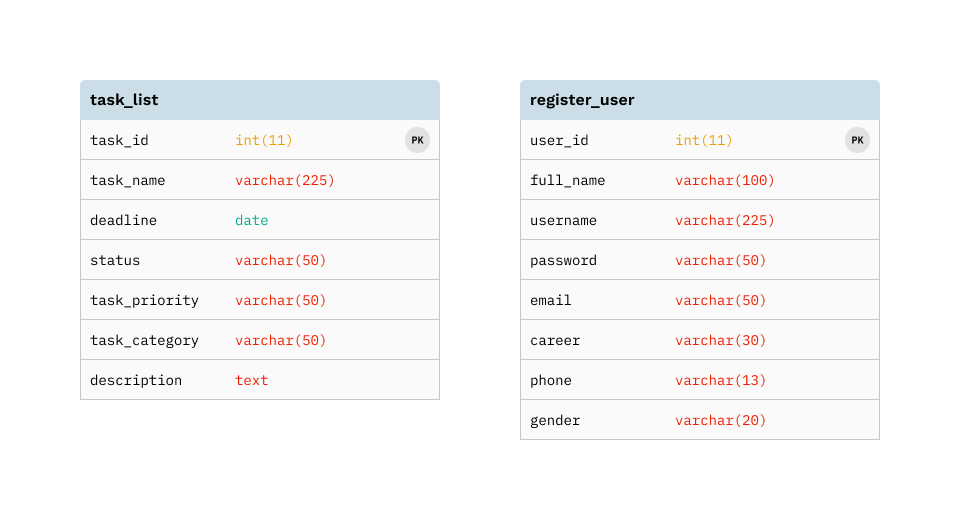 task_list
task_id int(11) PK
task_name varchar(225)
deadline date
status varchar(50)
task_priority varchar(50)
task_category varchar(50)
description text
register_user
user_id int(11) PK
full_name varchar(100)
username varchar(225)
password varchar(50)
email varchar(50)
career varchar(30)
phone varchar(13)
gender varchar(20)